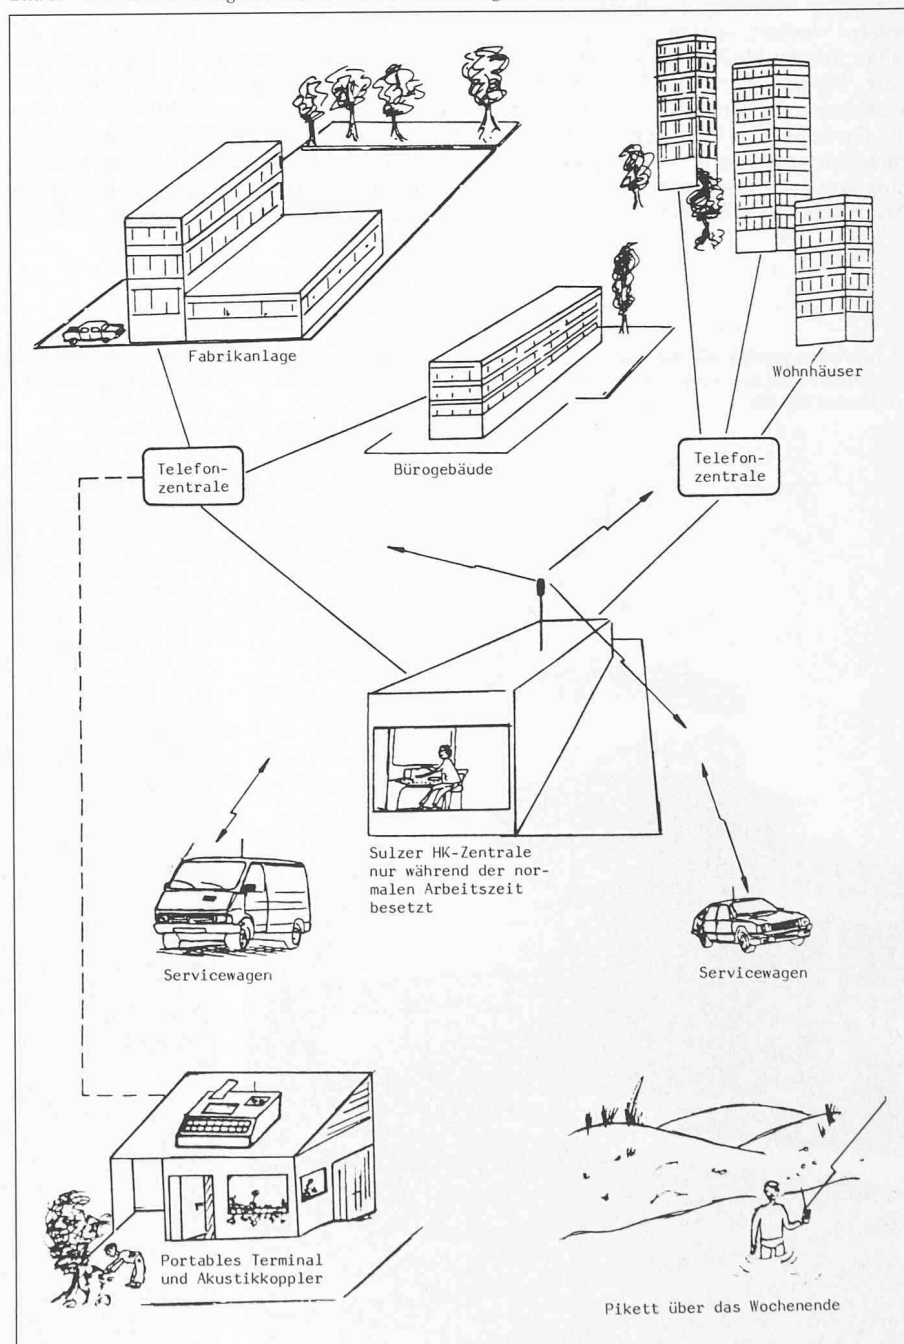 Fabrikanlage
Wohnhäuser
Telefon-
zentrale
Bürogebäude
Telefon-
zentrale
Sulzer HK-Zentrale
nur während der nor-
malen Arbeitszeit
besetzt
Servicewagen
Servicewagen
Portables Terminal
und Akustikkoppler
Pikett über das Wochenende